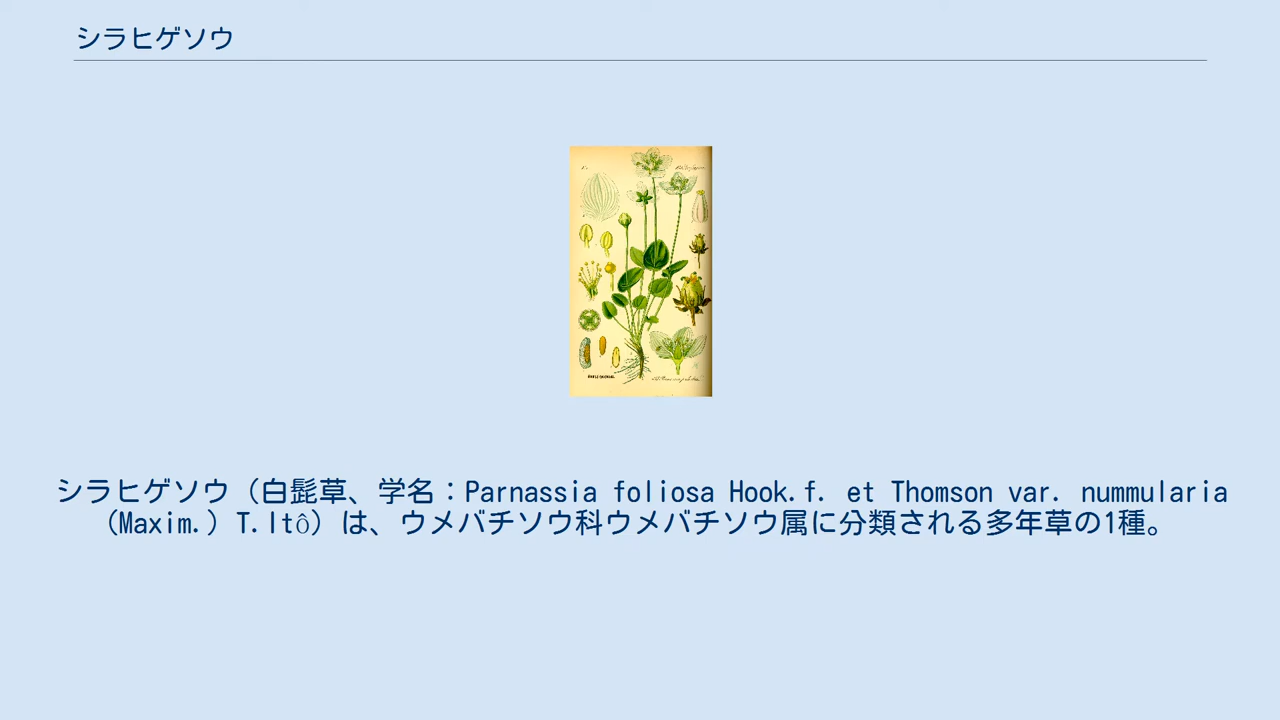 シラヒゲソウ
シラヒゲソウ（白髭草、学名：Parnassia foliosa Hook.f. et Thomson var. nummularia
（Maxim.）T.Itô）は、ウメバチソウ科ウメバチソウ属に分類される多年草の1種。